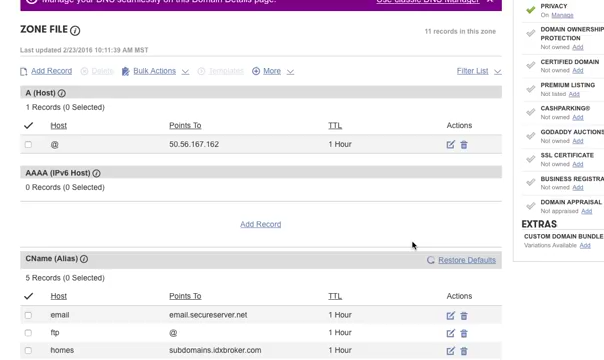 Manage your DNS seamlessly on this Domain Details page.
Use classic DNS Manager
ZONE FILE
11 records in this zone
Last updated 2/23/2016 10:11:39 AM MST
Add Record
Delete
Bulk Actions
Templates
More
Filter List
A (Host)
1 Records (0 Selected)
Host Points To TTL Actions
@ 50.56.167.162 1 Hour
AAAA (IPv6 Host)
0 Records (0 Selected)
Add Record
CName (Alias)
Restore Defaults
5 Records (0 Selected)
Host Points To TTL Actions
email email.secureserver.net 1 Hour
ftp @ 1 Hour
homes subdomains.idxbroker.com 1 Hour
PRIVACY
On Manage
DOMAIN OWNERSHIP
PROTECTION
Not owned Add
CERTIFIED DOMAIN
Not owned Add
PREMIUM LISTING
Not listed Add
CASHPARKING®
Not owned Add
GODADDY AUCTIONS
Not owned Add
SSL CERTIFICATE
Not owned Add
BUSINESS REGISTRA
Not owned Add
DOMAIN APPRAISAL
Not appraised Add
EXTRAS
CUSTOM DOMAIN BUNDLE
Variations Available Add